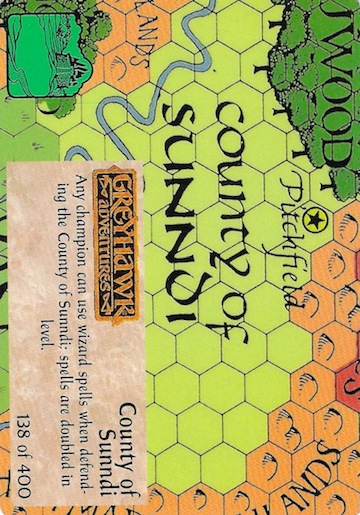 COUNTY of
SUNNDI
Pitchfield
WOOD
LANDS
GREYHAWK
ADVENTURES
County of
Sunndi
Any champion can use wizard spells when defend-
ing the County of Sunndi; spells are doubled in
level.
138 of 400